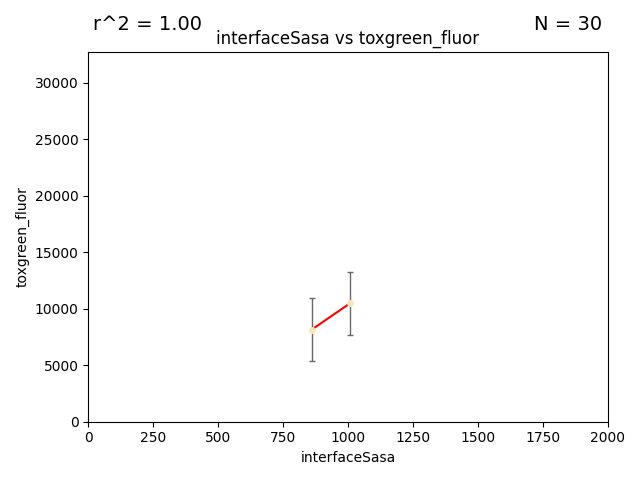 r^2 = 1.00
N = 30
interfaceSasa vs toxgreen_fluor
toxgreen_fluor
30000
25000
20000
15000
10000
5000
0
0 250 500 750 1000 1250 1500 1750 2000
interfaceSasa